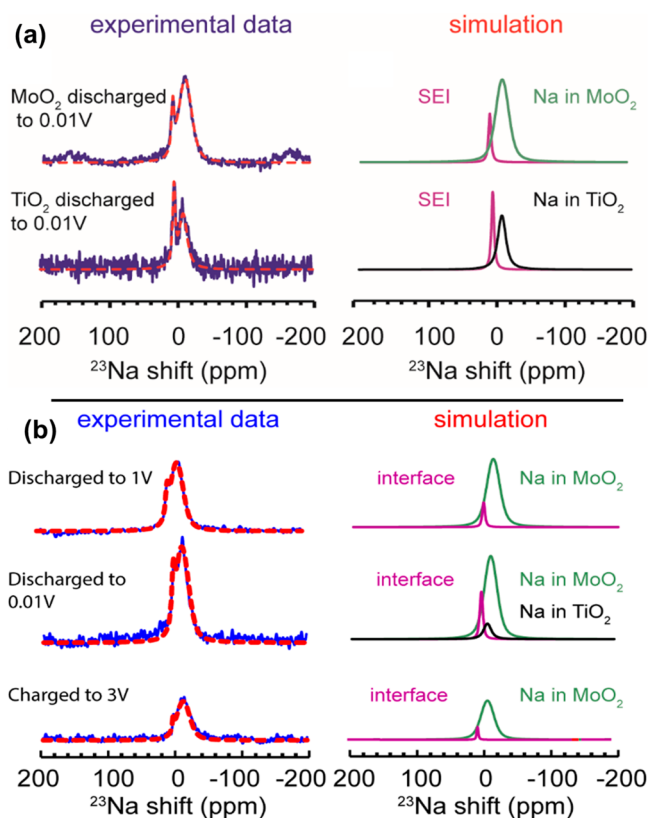 (a)
experimental data
simulation
MoO₂ discharged
to 0.01V
SEI
Na in MoO₂
TiO₂ discharged
to 0.01V
SEI
Na in TiO₂
200 100 0 -100 -200
200 100 0 -100 -200
²³Na shift (ppm)
²³Na shift (ppm)
(b)
experimental data
simulation
Discharged to 1V
interface
Na in MoO₂
Discharged to
0.01V
interface
Na in MoO₂
Na in TiO₂
Charged to 3V
interface
Na in MoO₂
200 100 0 -100 -200
200 100 0 -100 -200
²³Na shift (ppm)
²³Na shift (ppm)